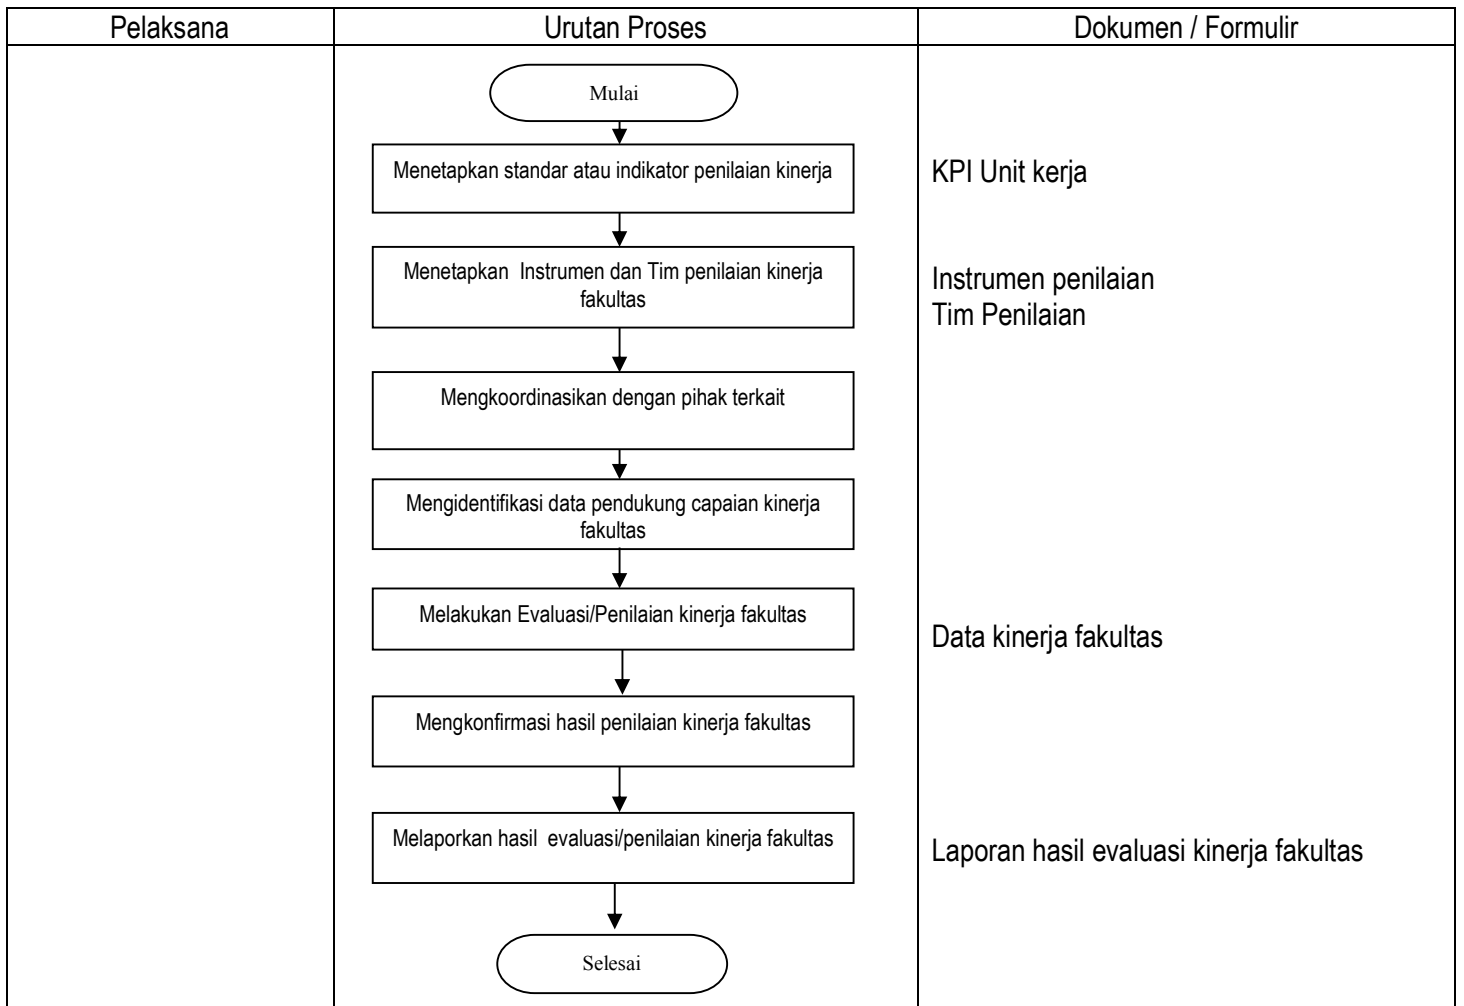 Pelaksana
Urutan Proses
Dokumen / Formulir
Mulai
Menetapkan standar atau indikator penilaian kinerja
KPI Unit kerja
Menetapkan Instrumen dan Tim penilaian kinerja
fakultas
Instrumen penilaian
Tim Penilaian
Mengkoordinasikan dengan pihak terkait
Mengidentifikasi data pendukung capaian kinerja
fakultas
Melakukan Evaluasi/Penilaian kinerja fakultas
Data kinerja fakultas
Mengkonfirmasi hasil penilaian kinerja fakultas
Melaporkan hasil evaluasi/penilaian kinerja fakultas
Laporan hasil evaluasi kinerja fakultas
Selesai